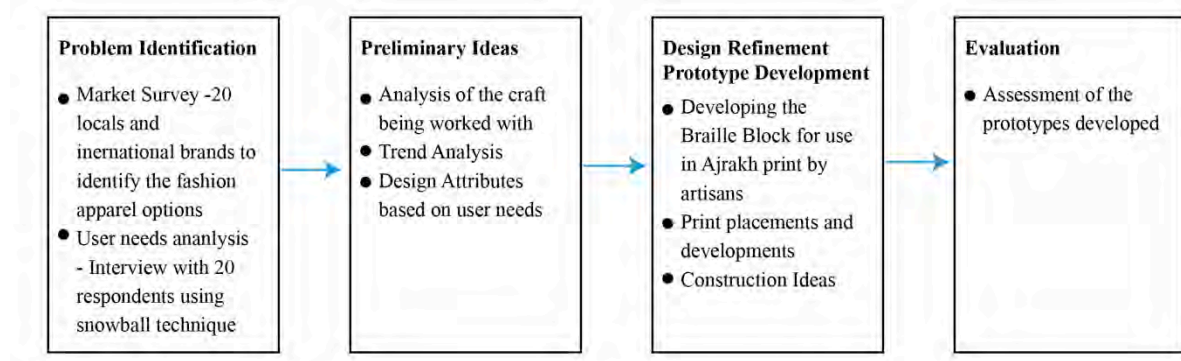 Problem Identification
● Market Survey -20
locals and
inernational brands to
identify the fashion
apparel options
● User needs ananlysis
- Interview with 20
respondents using
snowball technique
Preliminary Ideas
● Analysis of the craft
being worked with
● Trend Analysis
● Design Attributes
based on user needs
Design Refinement
Prototype Development
● Developing the
Braille Block for use
in Ajrakh print by
artisans
● Print placements and
developments
● Construction Ideas
Evaluation
● Assessment of the
prototypes developed